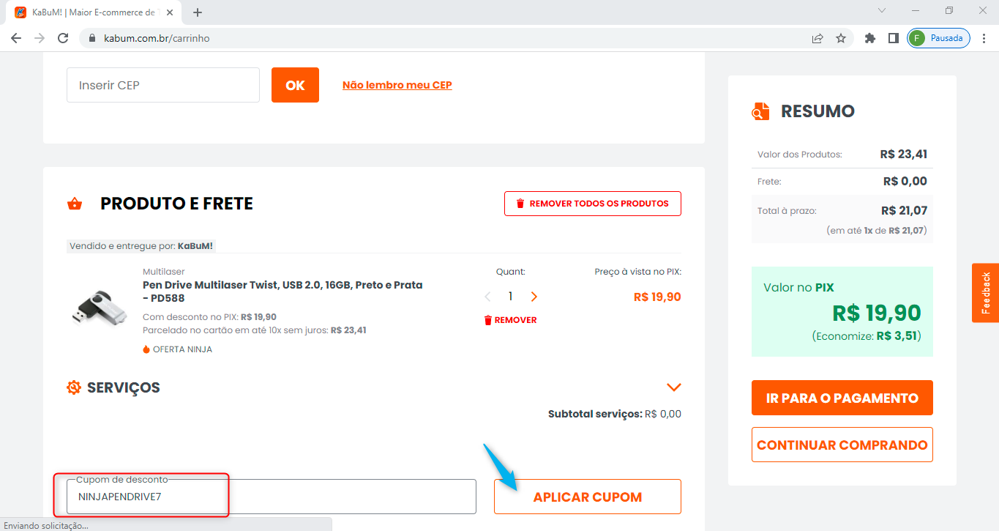 KaBuM! | Maior E-commerce de T
kabum.com.br/carrinho
F
Pausada
Inserir CEP
OK
Não lembro meu CEP
PRODUTO E FRETE
REMOVER TODOS OS PRODUTOS
Vendido e entregue por: KaBuM!
Multilaser
Pen Drive Multilaser Twist, USB 2.0, 16GB, Preto e Prata
- PD588
Com desconto no PIX: R$ 19,90
Parcelado no cartão em até 10x sem juros: R$ 23,41
OFERTA NINJA
Quant:
1
REMOVER
Preço à vista no PIX:
R$ 19,90
SERVIÇOS
Subtotal serviços: R$ 0,00
Cupom de desconto
NINJAPENDRIVE7
APLICAR CUPOM
RESUMO
Valor dos Produtos: R$ 23,41
Frete: R$ 0,00
Total à prazo: R$ 21,07
(em até 1x de R$ 21,07)
Valor no PIX
R$ 19,90
(Economize: R$ 3,51)
IR PARA O PAGAMENTO
CONTINUAR COMPRANDO
Feedback
Enviando solicitação...